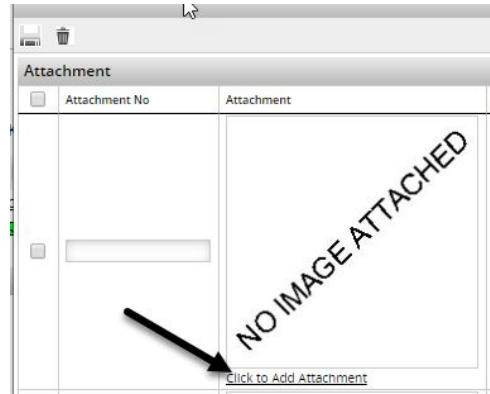 Attachment
Attachment No Attachment
NO IMAGE ATTACHED
Click to Add Attachment